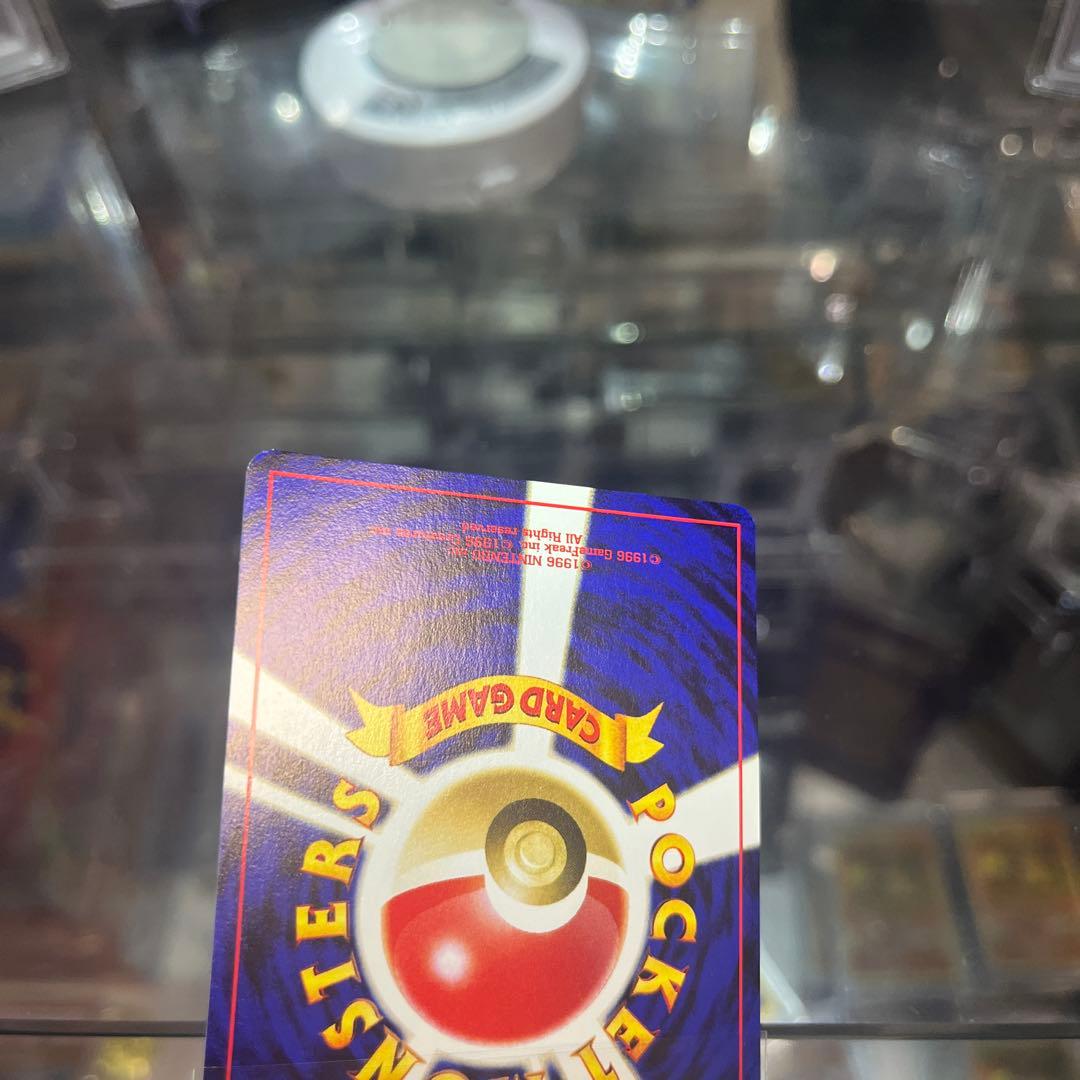 POCKET
MONSTERS
CARD GAME
©1996 GameFreak inc. ©1996 Creatures inc.
©1996 NINTENDO
All Rights reserved